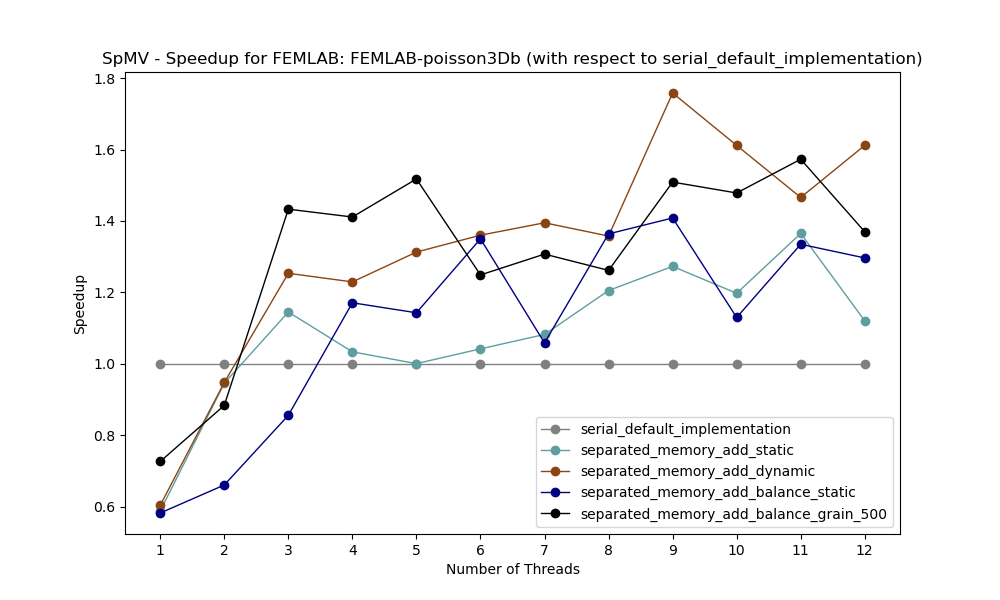 SpMV - Speedup for FEMLAB: FEMLAB-poisson3Db (with respect to serial_default_implementation)
1.8
1.6
1.4
1.2
1.0
0.8
0.6
Speedup
serial_default_implementation
separated_memory_add_static
separated_memory_add_dynamic
separated_memory_add_balance_static
separated_memory_add_balance_grain_500
1 2 3 4 5 6 7 8 9 10 11 12
Number of Threads